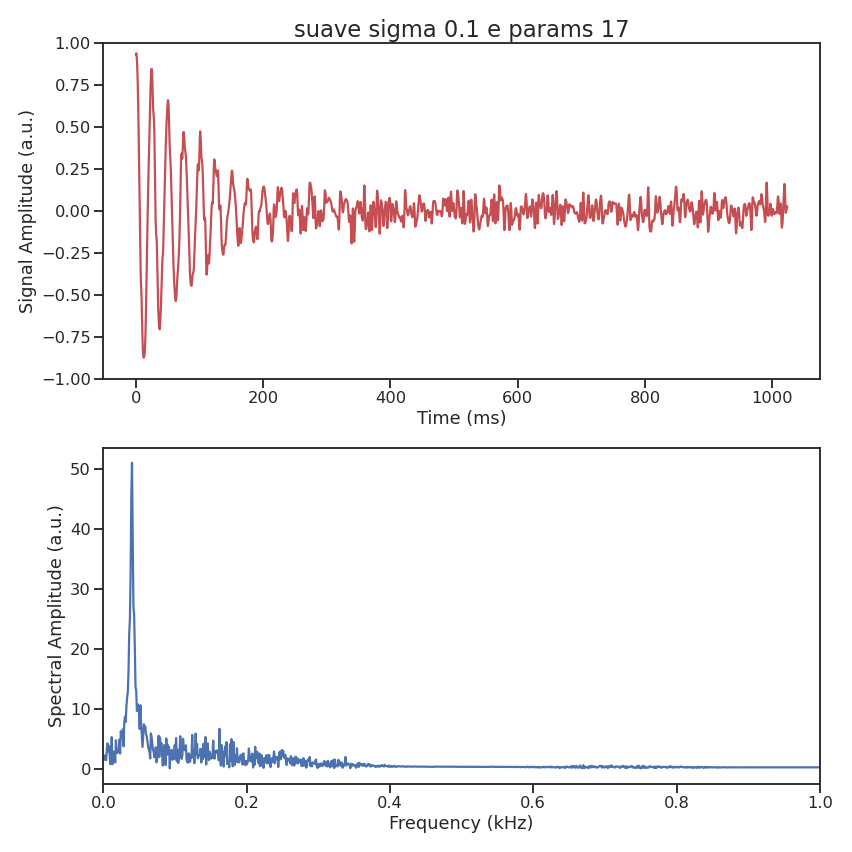 suave sigma 0.1 e params 17
1.00
0.75
0.50
0.25
0.00
−0.25
−0.50
−0.75
−1.00
Signal Amplitude (a.u.)
0 200 400 600 800 1000
Time (ms)
50
40
30
20
10
0
Spectral Amplitude (a.u.)
0.0 0.2 0.4 0.6 0.8 1.0
Frequency (kHz)